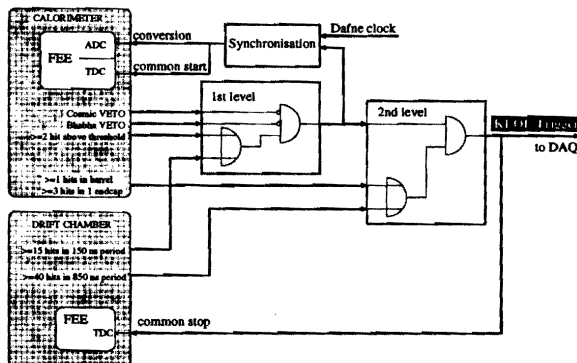 CALORIMETER
FEE
ADC
TDC
conversion
common start
Synchronisation
Dafne clock
1st level
Cosmic VETO
Bhabha VETO
>=2 hit above threshold
2nd level
KLOE Trigger
to DAQ
>=1 hits in barrel
>=3 hits in 1 endcap
DRIFT CHAMBER
>=15 hits in 150 ns period
>=40 hits in 850 ns period
FEE
TDC
common stop